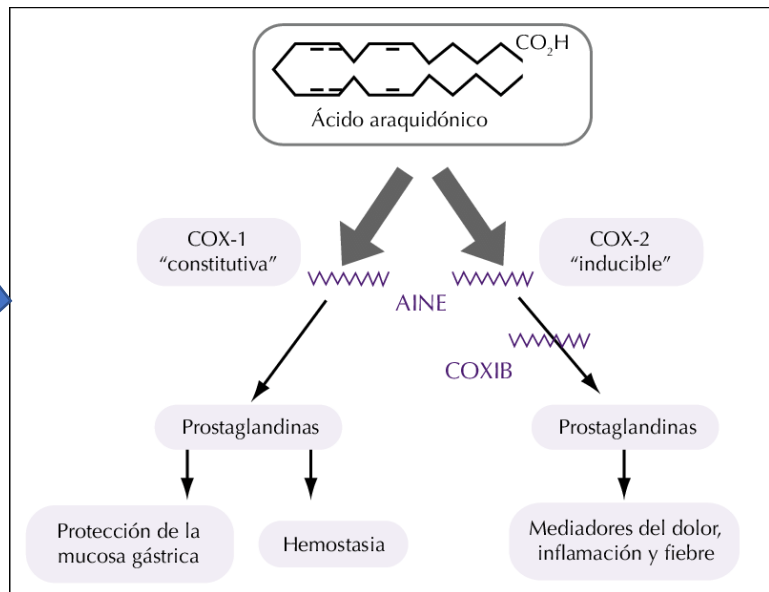 CO2H
Ácido araquidónico
COX-1
“constitutiva”
COX-2
“inducible”
AINE
COXIB
Prostaglandinas
Prostaglandinas
Protección de la
mucosa gástrica
Hemostasia
Mediadores del dolor,
inflamación y fiebre